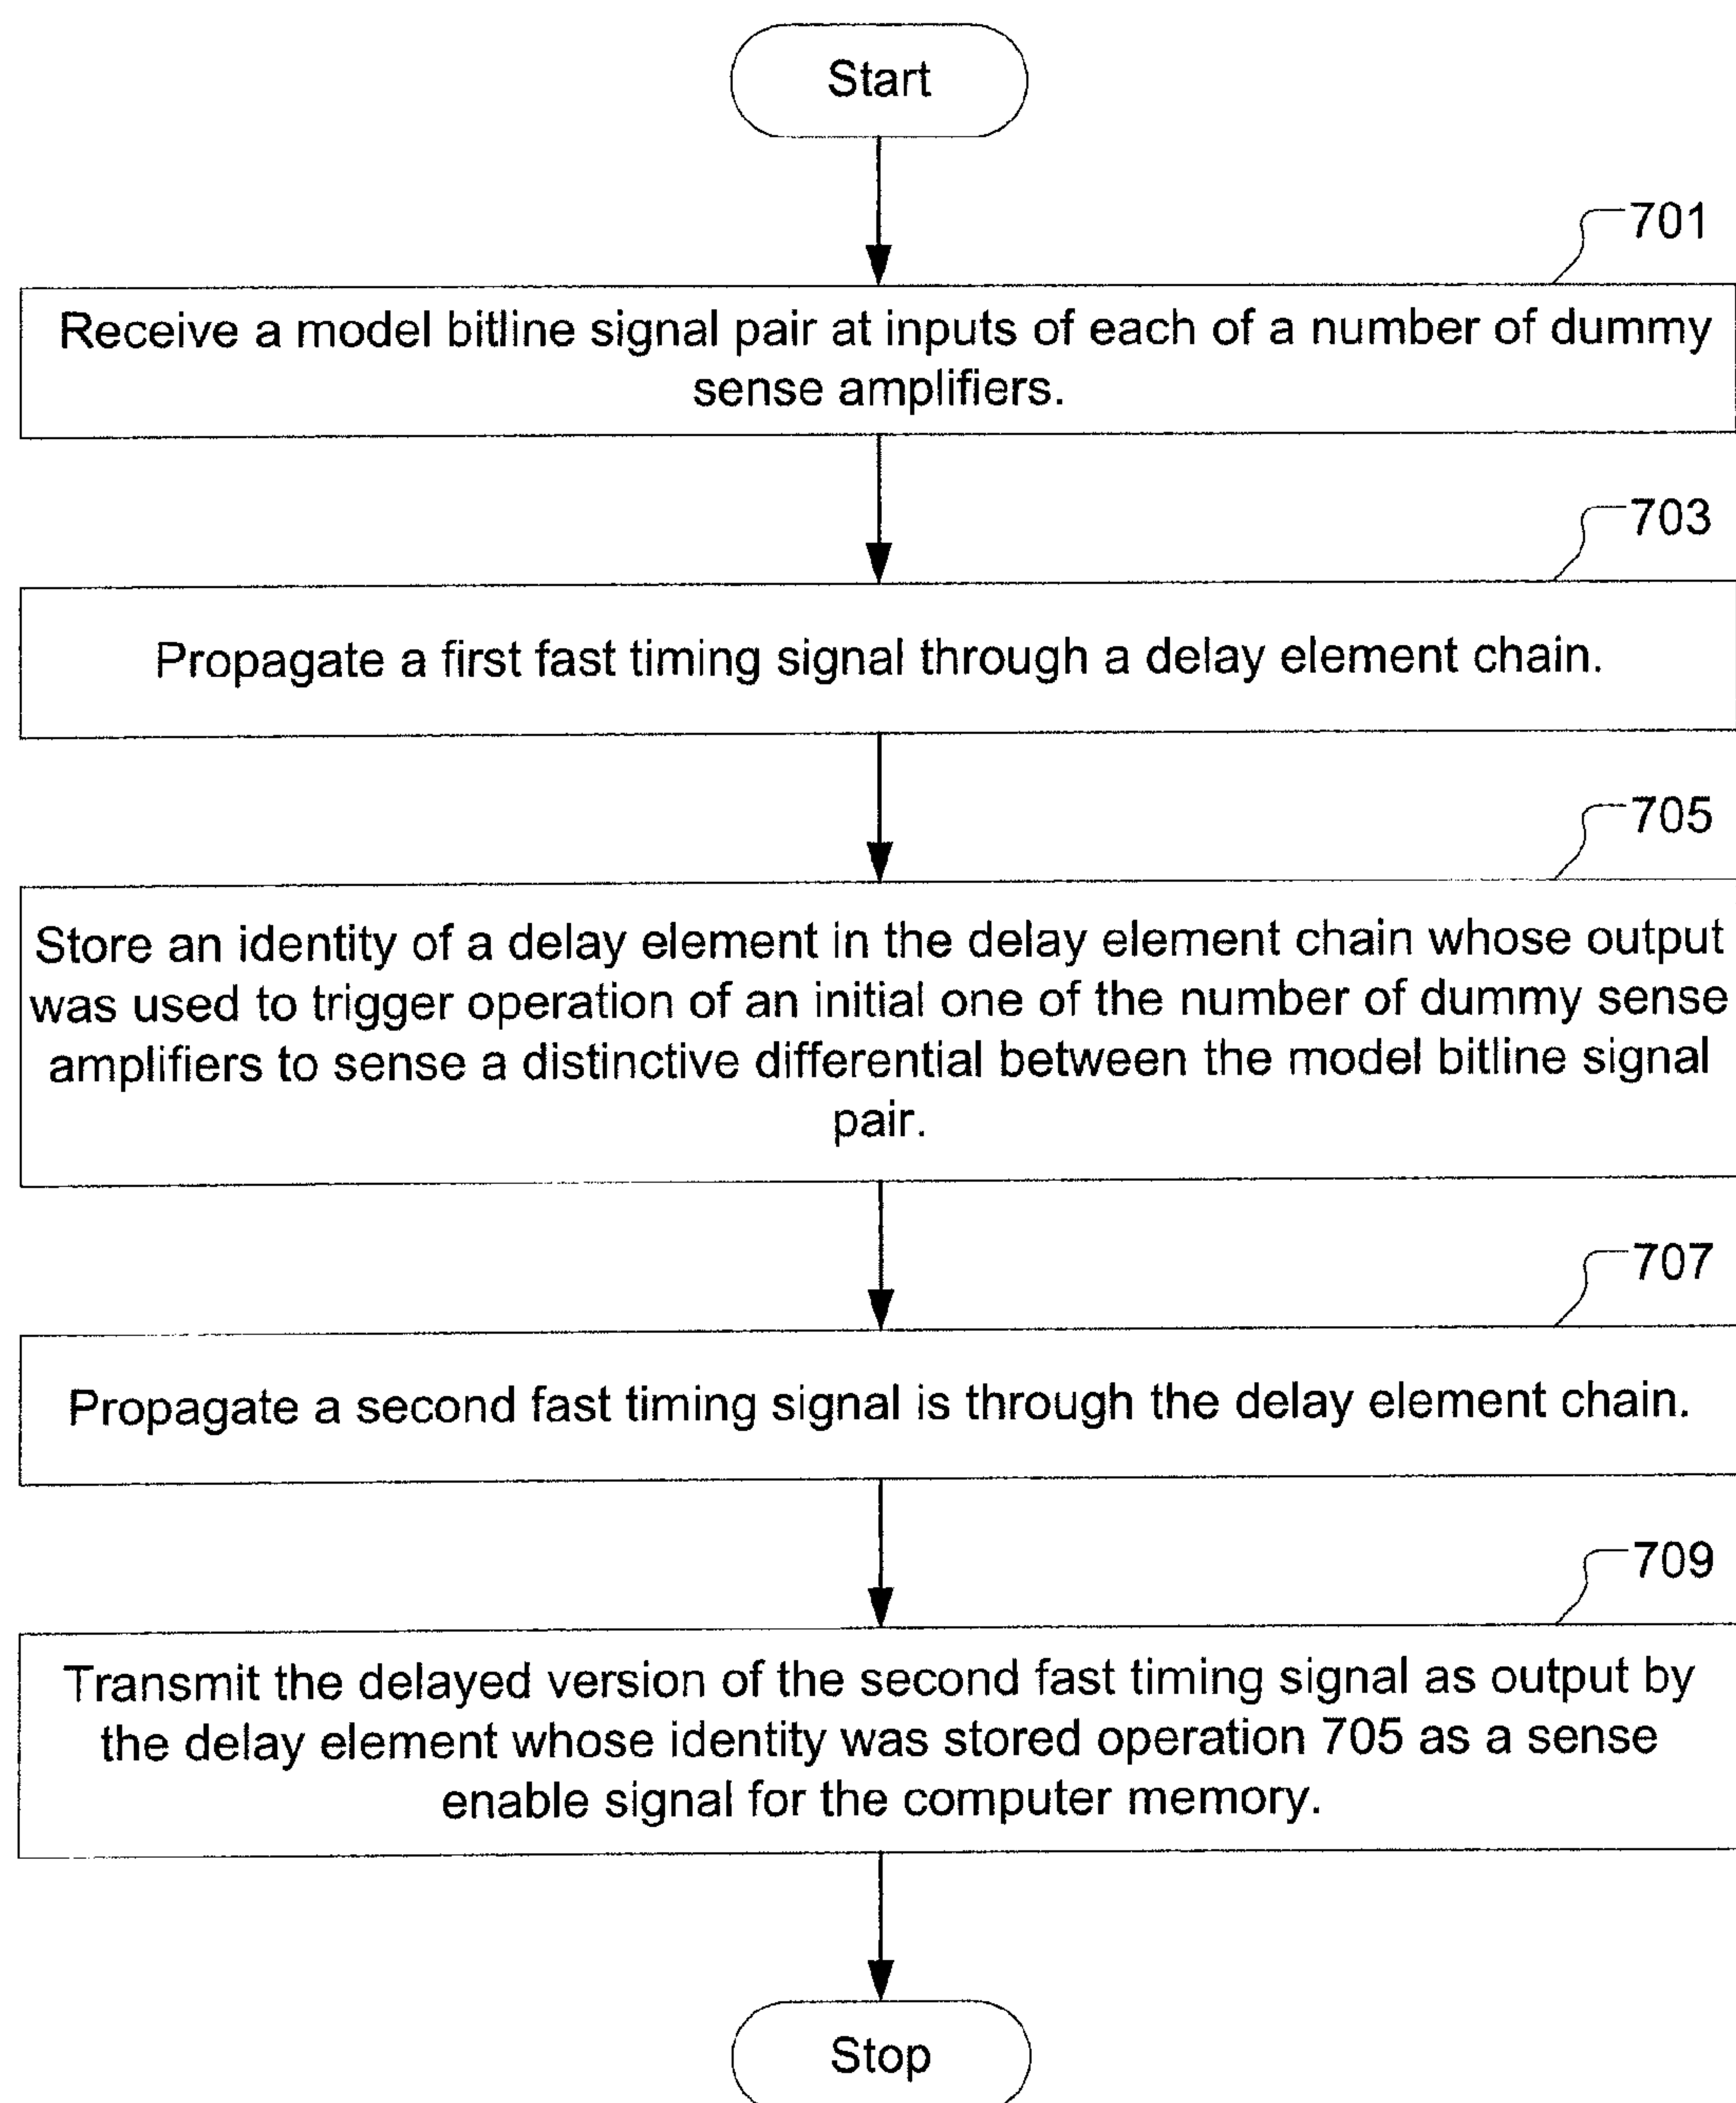 Start
701
Receive a model bitline signal pair at inputs of each of a number of dummy
sense amplifiers.
703
Propagate a first fast timing signal through a delay element chain.
705
Store an identity of a delay element in the delay element chain whose output
was used to trigger operation of an initial one of the number of dummy sense
amplifiers to sense a distinctive differential between the model bitline signal
pair.
707
Propagate a second fast timing signal is through the delay element chain.
709
Transmit the delayed version of the second fast timing signal as output by
the delay element whose identity was stored operation 705 as a sense
enable signal for the computer memory.
Stop